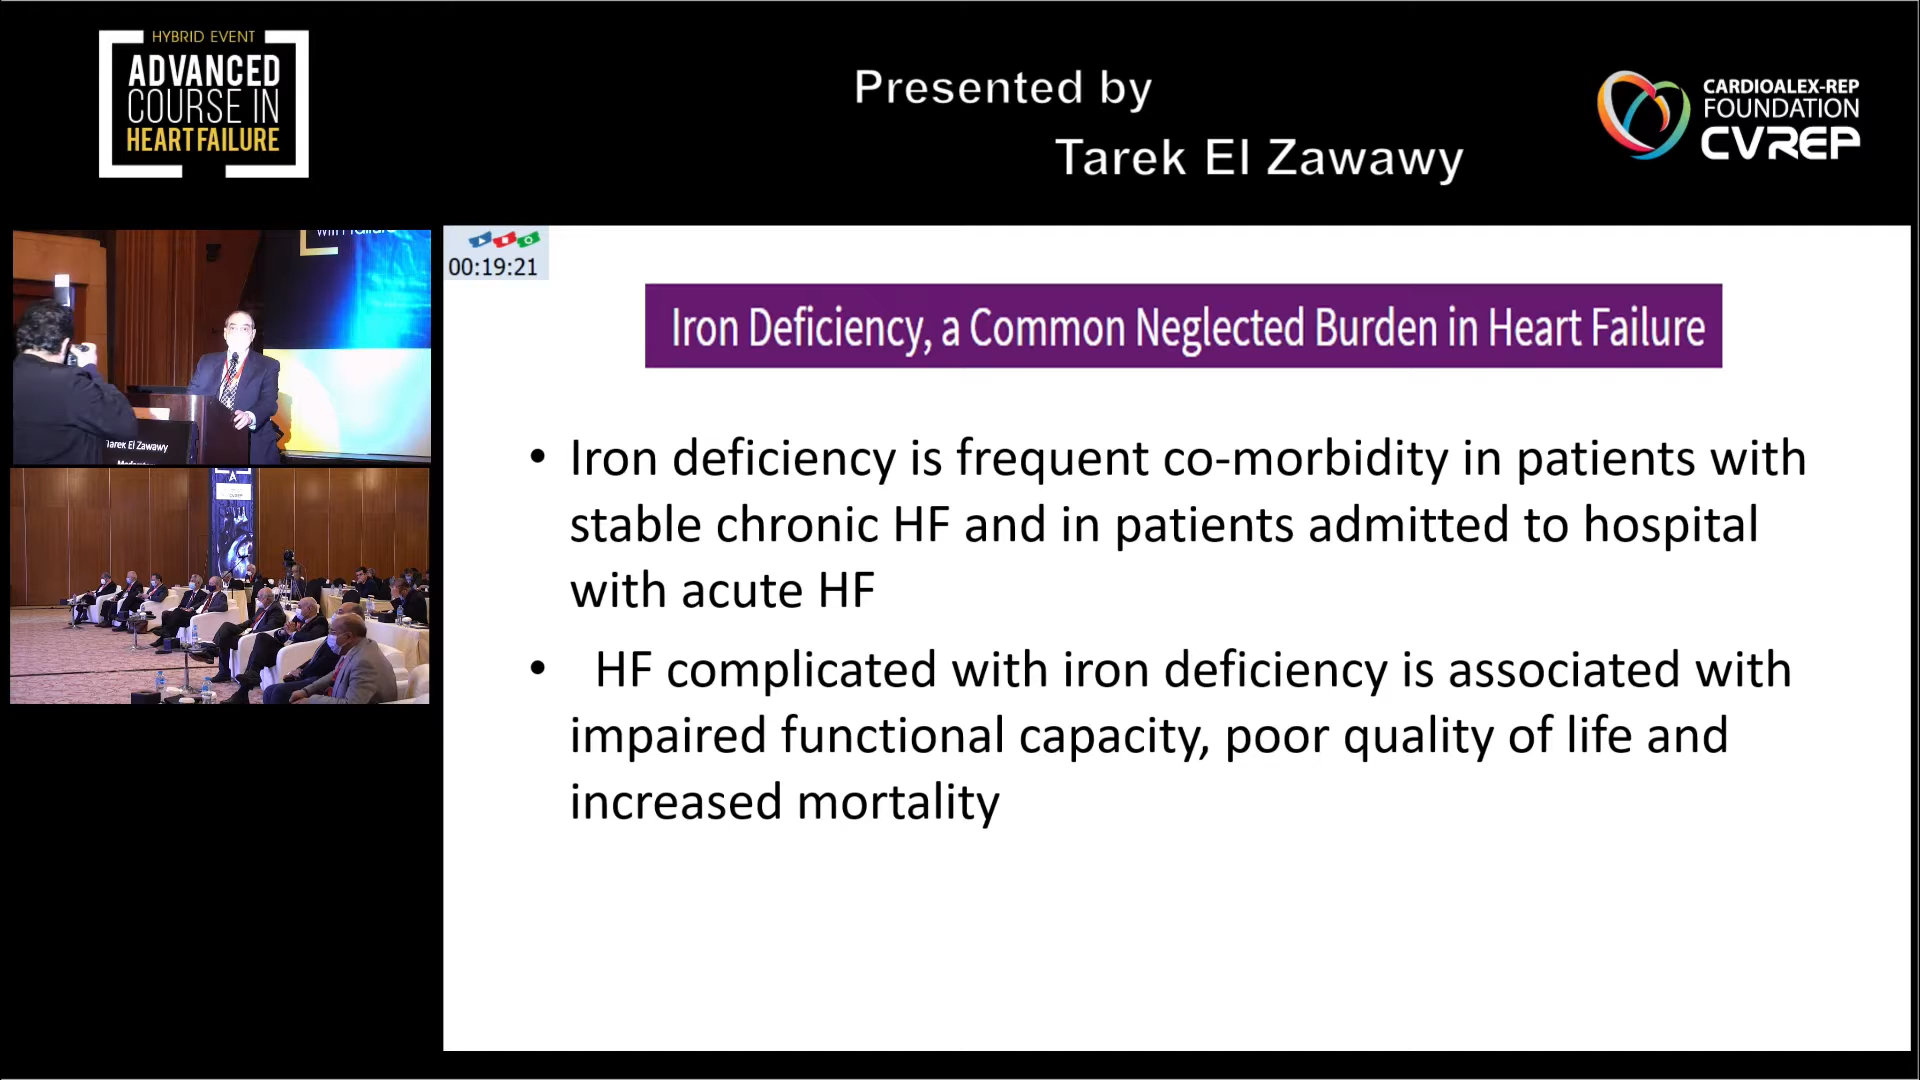 HYBRID EVENT
ADVANCED
COURSE IN
HEART FAILURE
Presented by
Tarek El Zawawy
CARDIOALEX-REP
FOUNDATION
CVREP
00:19:21
Iron Deficiency, a Common Neglected Burden in Heart Failure
• Iron deficiency is frequent co-morbidity in patients with
stable chronic HF and in patients admitted to hospital
with acute HF
• HF complicated with iron deficiency is associated with
impaired functional capacity, poor quality of life and
increased mortality
Tarek El Zawawy
CVREP